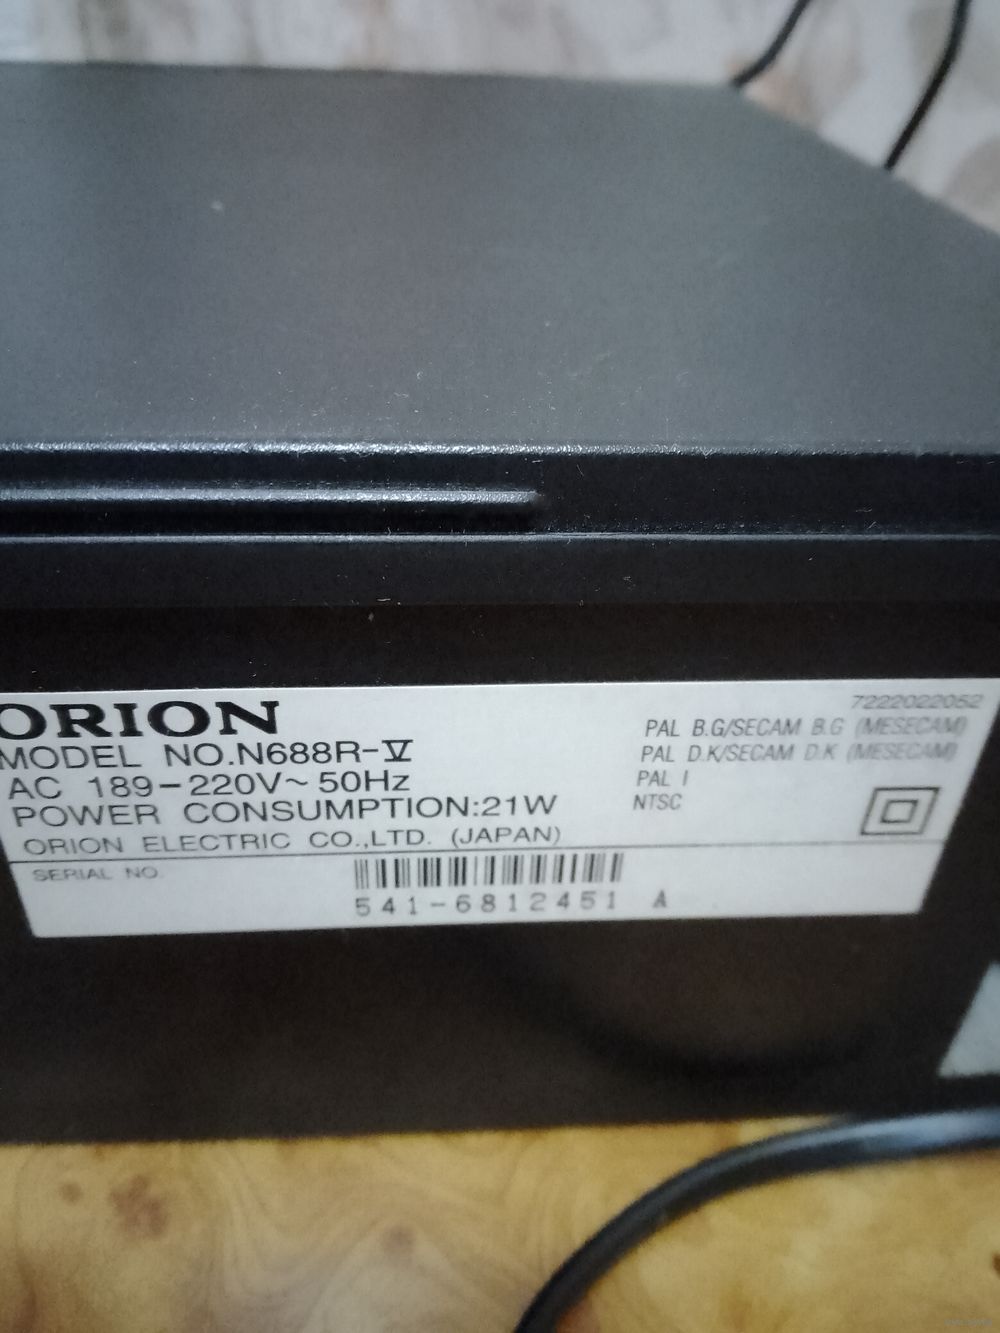 ORION
MODEL NO.N688R-V
AC 189-220V~50Hz
POWER CONSUMPTION:21W
ORION ELECTRIC CO.,LTD. (JAPAN)
7222022052
PAL B.G/SECAM B.G (MESECAM)
PAL D.K/SECAM D.K (MESECAM)
PAL I
NTSC
SERIAL NO.
541-6812451 A